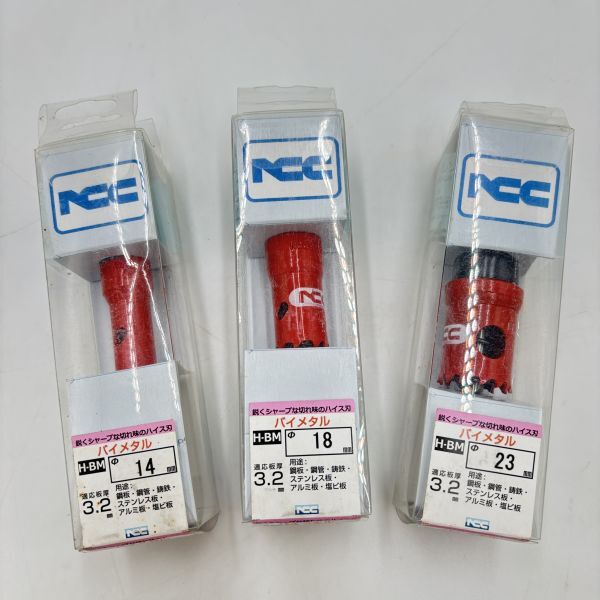 NCC
鋭くシャープな切れ味のハイス刃
バイメタル
H-BM
Φ 14 mm
適応板厚
3.2mm
用途:
鋼板・鋼管・鋳鉄・
ステンレス板・
アルミ板・塩ビ板
NCC
NCC
NCC
鋭くシャープな切れ味のハイス刃
バイメタル
H-BM
Φ 18 mm
適応板厚
3.2mm
用途:
鋼板・鋼管・鋳鉄・
ステンレス板・
アルミ板・塩ビ板
NCC
NCC
鋭くシャープな切れ味のハイス刃
バイメタル
H-BM
Φ 23 mm
適応板厚
3.2mm
用途:
鋼板・鋼管・鋳鉄・
ステンレス板・
アルミ板・塩ビ板
NCC